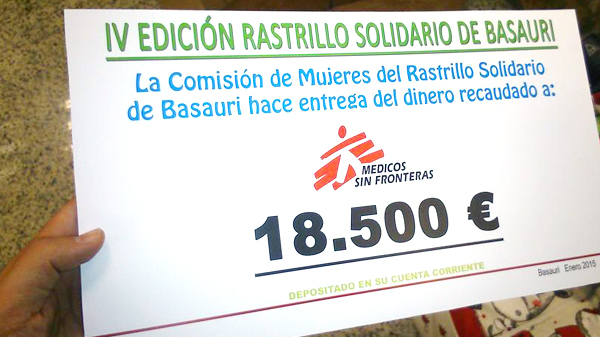 IV EDICIÓN RASTRILLO SOLIDARIO DE BASAURI
La Comisión de Mujeres del Rastrillo Solidario
de Basauri hace entrega del dinero recaudado a:
MEDICOS
SIN FRONTERAS
18.500 €
DEPOSITADO EN SU CUENTA CORRIENTE
Basauri Enero 2015